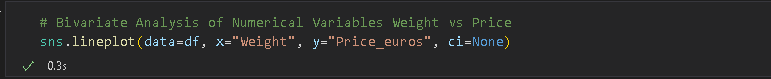 # Bivariate Analysis of Numerical Variables Weight vs Price
sns.lineplot(data=df, x="Weight", y="Price_euros", ci=None)
0.3s